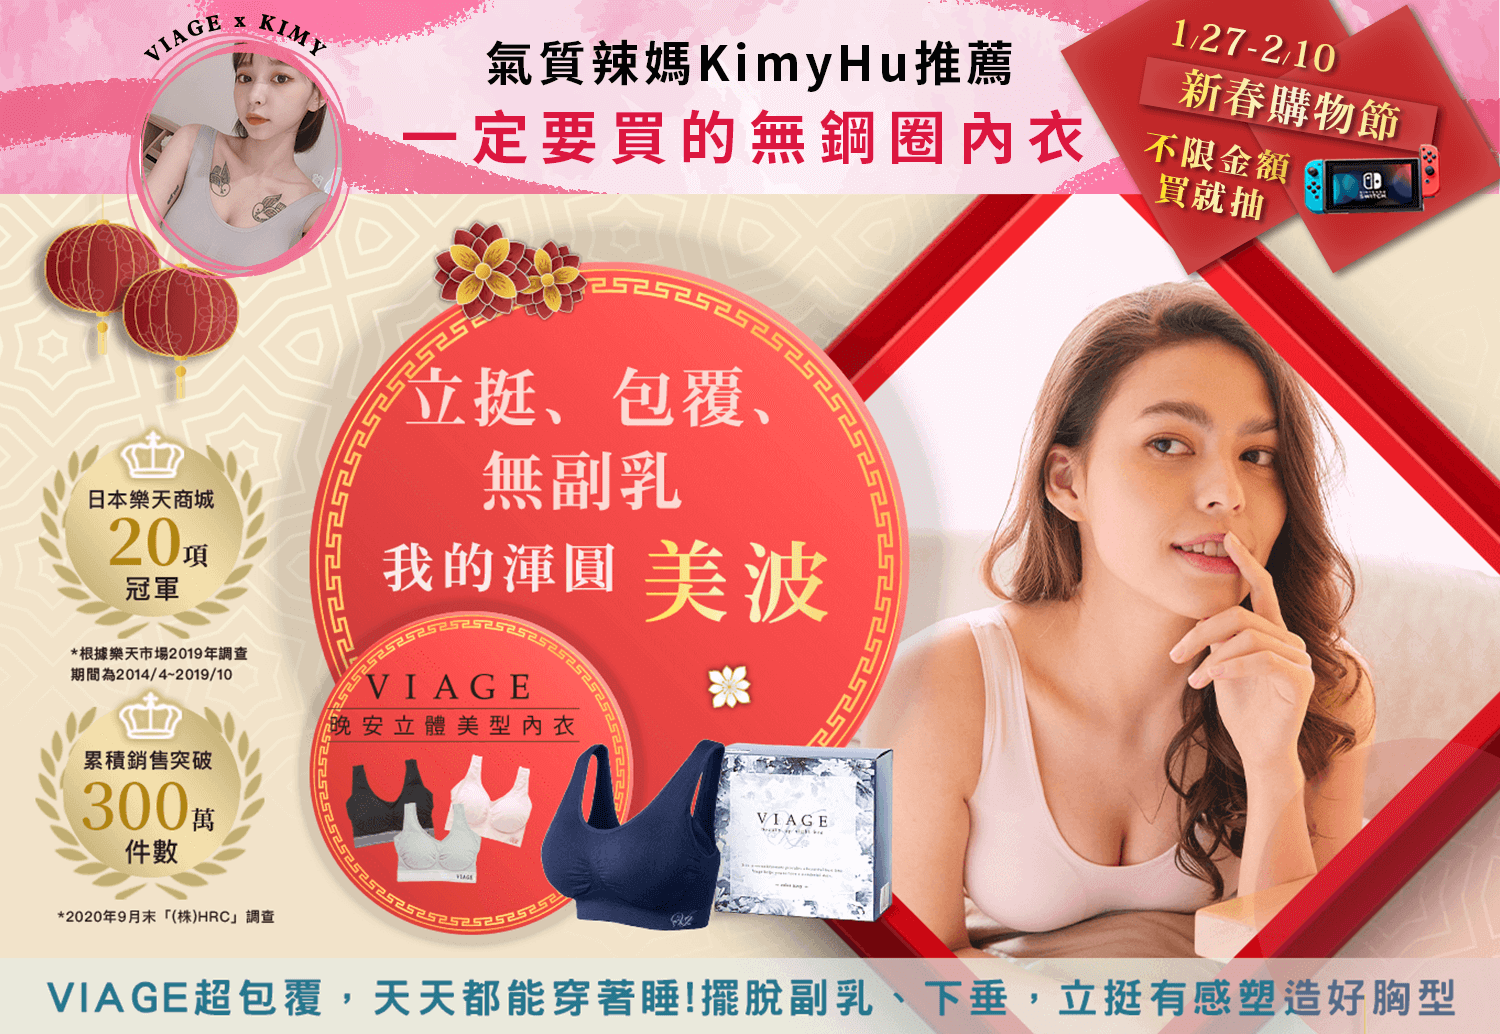 VIAGE x KIMY
氣質辣媽KimyHu推薦
一定要買的無鋼圈內衣
1/27-2/10
新春購物節
不限金額
買就抽
NINTENDO
SWITCH
立挺、包覆、
無副乳
我的渾圓 美波
日本樂天商城
20項
冠軍
*根據樂天市場2019年調查
期間為2014/4~2019/10
累積銷售突破
300萬
件數
*2020年9月末「(株)HRC」調查
VIAGE
晚安立體美型內衣
VIAGE
VIAGE
VIAGE超包覆，天天都能穿著睡!擺脫副乳、下垂，立挺有感塑造好胸型